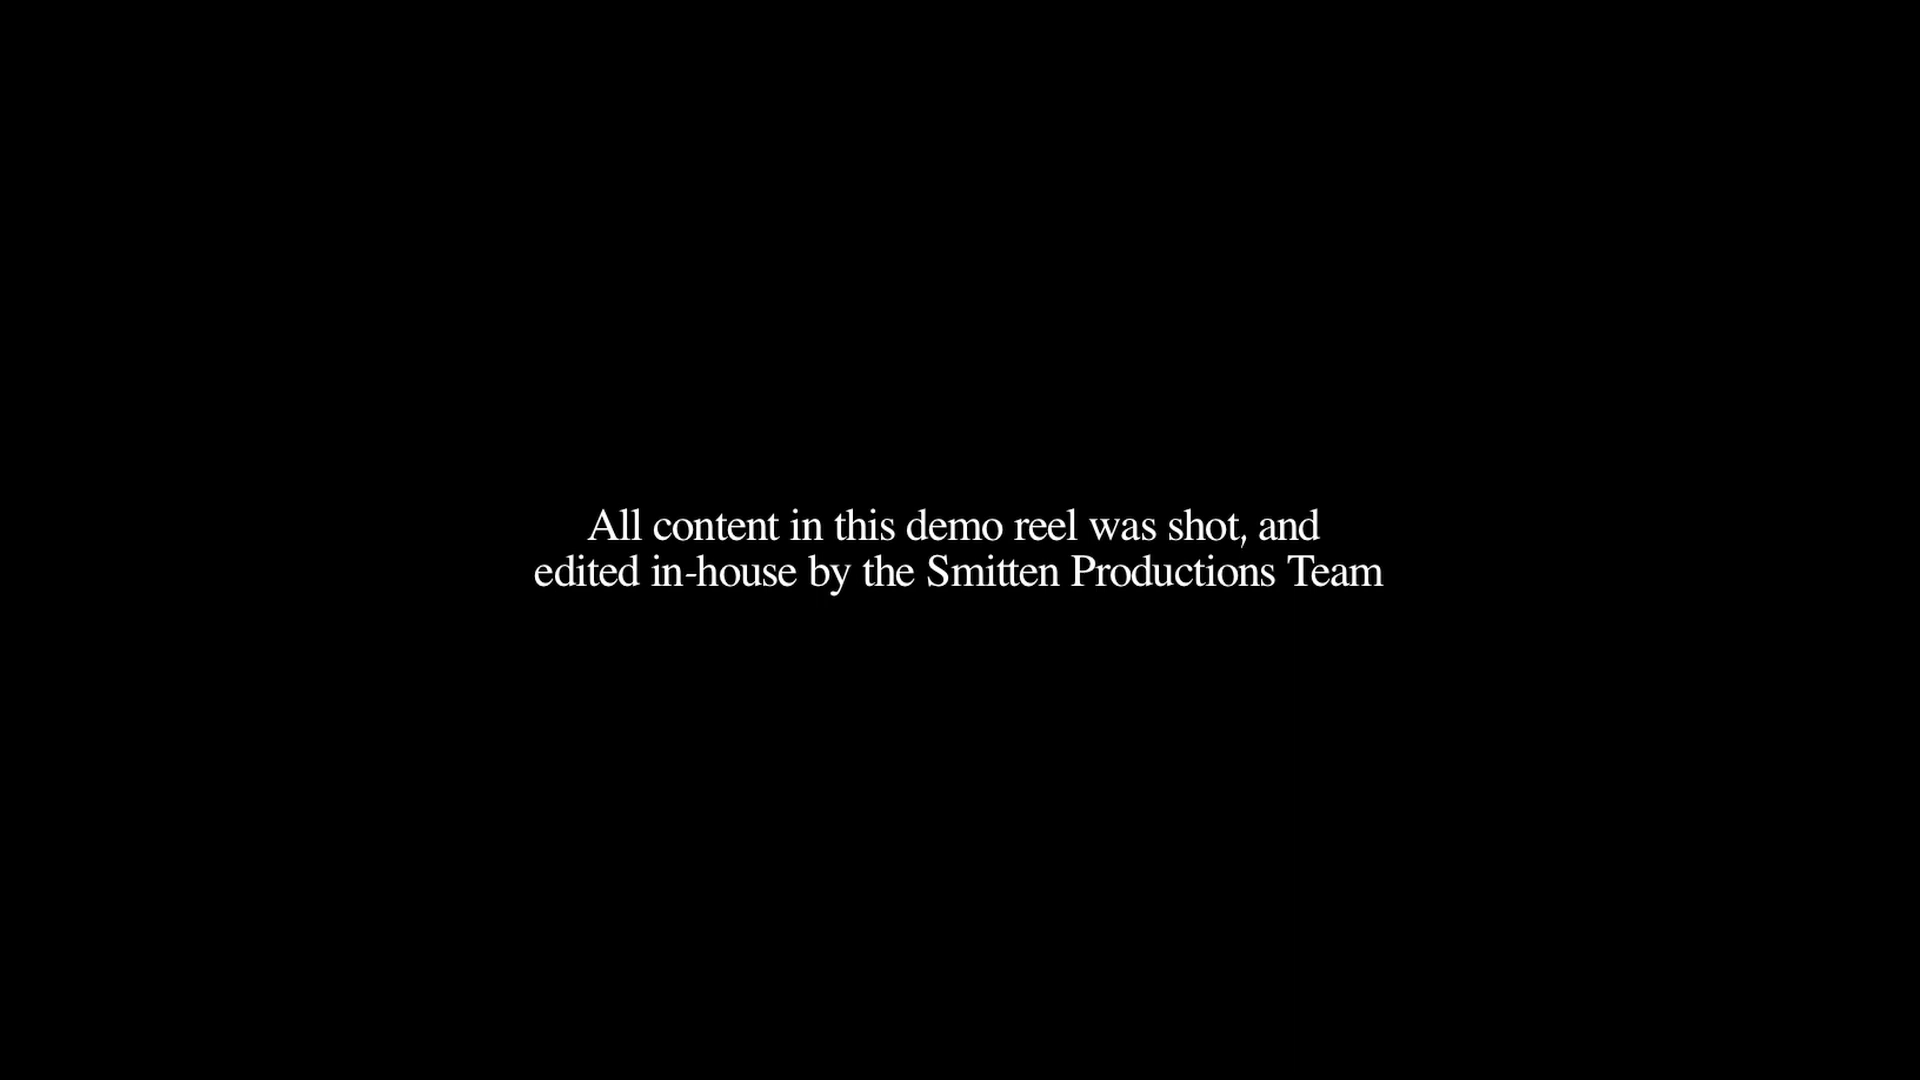 All content in this demo reel was shot, and
edited in-house by the Smitten Productions Team